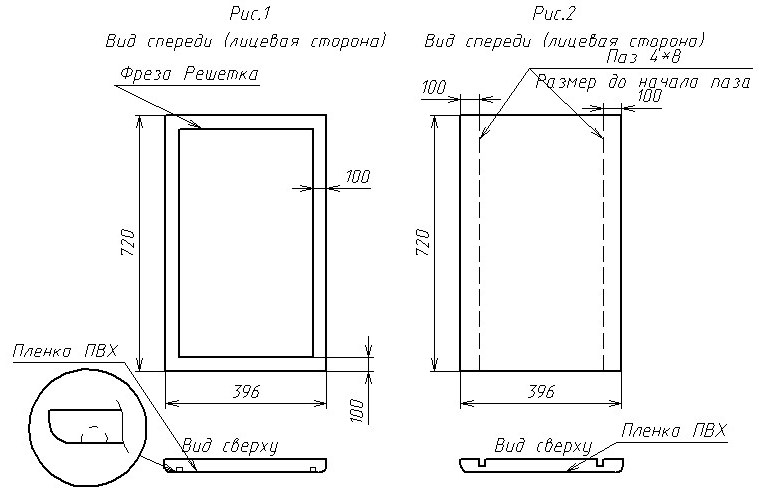 Рис.1
Вид спереди (лицевая сторона)
Фреза Решетка
720
100
100
396
Пленка ПВХ
Вид сверху
Рис.2
Вид спереди (лицевая сторона)
Паз 4*8
Размер до начала паза
100
100
720
396
Вид сверху
Пленка ПВХ